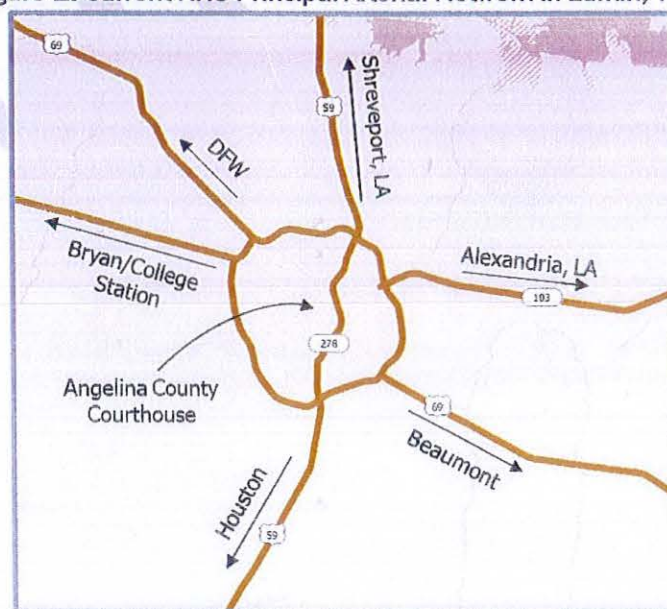 Lufkin,
69
59
Shreveport, LA
DFW
Bryan/College
Station
Alexandria, LA
103
278
Angelina County
Courthouse
69
Beaumont
Houston
59